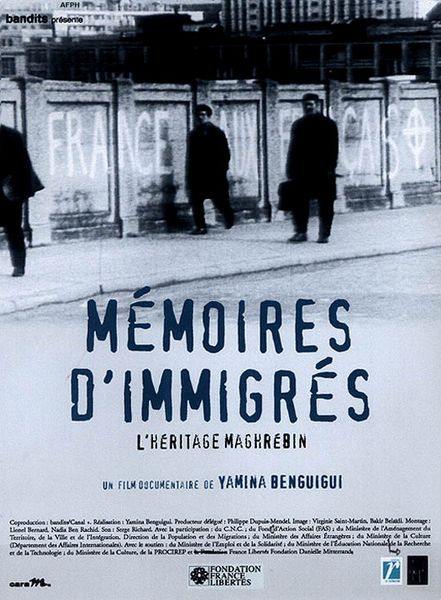 AFPH
bandits présente
FRANCE AUX FRANÇAIS
MÉMOIRES
D'IMMIGRÉS
L'HÉRITAGE MAGHRÉBIN
UN FILM DOCUMENTAIRE DE YAMINA BENGUIGUI
Coproduction : bandits/Canal +. Réalisation : Yamina Benguigui. Producteur délégué : Philippe Dupuis-Mendel. Image : Virginie Saint-Martin, Bakir Belaïdi. Montage :
Lionel Bernard, Nadia Ben Rachid. Son : Serge Richard. Avec la participation : du C.N.C. ; du Fonds d'Action Social (FAS) ; du Ministère de l'Aménagement du
Territoire, de la Ville et de l'Intégration, Direction de la Population et des Migrations ; du Ministère des Affaires Étrangères ; du Ministère de la Culture
(Département des Affaires Internationales). Avec le soutien : du Ministère de l'Emploi et de la Solidarité ; du Ministère de l'Éducation Nationale de la Recherche
et de la Technologie ; du Ministère de la Culture, de la PROCIREP et la Fondation France Libertés Fondation Danielle Mitterrand.
cara M.
FONDATION
FRANCE
LIBERTÉS
r